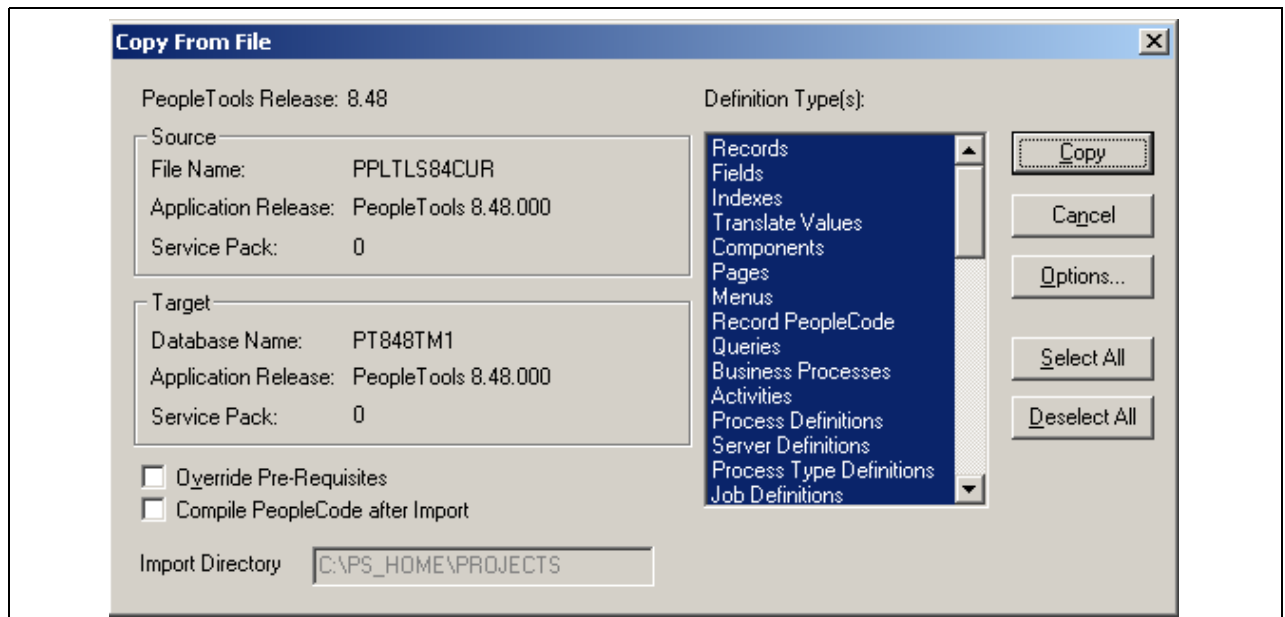 Copy From File
PeopleTools Release: 8.48
Source
File Name: PPLTLS84CUR
Application Release: PeopleTools 8.48.000
Service Pack: 0
Target
Database Name: PT848TM1
Application Release: PeopleTools 8.48.000
Service Pack: 0
Override Pre-Requisites
Compile PeopleCode after Import
Import Directory C:\PS_HOME\PROJECTS
Definition Type(s):
Records
Fields
Indexes
Translate Values
Components
Pages
Menus
Record PeopleCode
Queries
Business Processes
Activities
Process Definitions
Server Definitions
Process Type Definitions
Job Definitions
Copy
Cancel
Options...
Select All
Deselect All